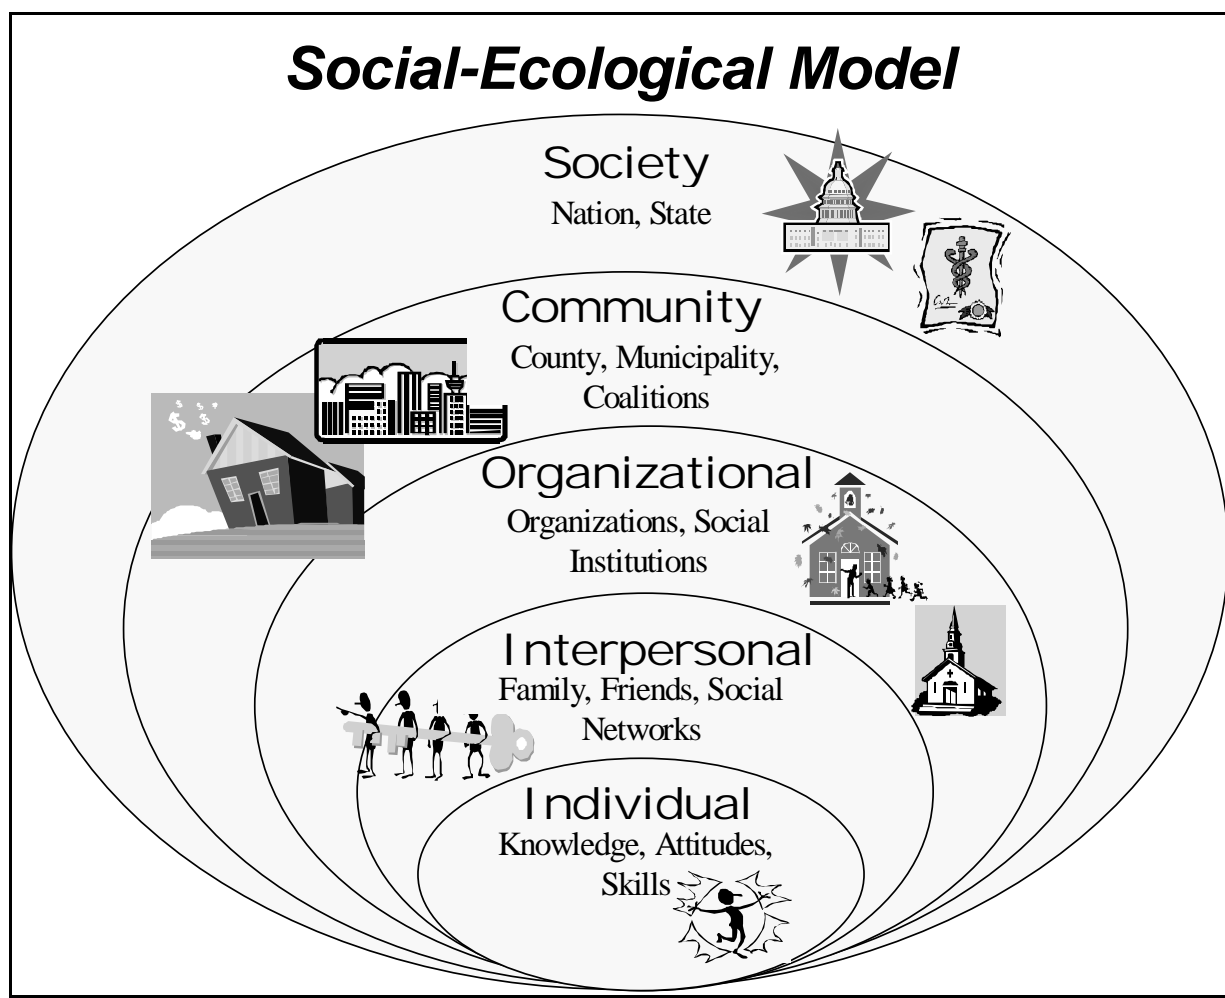 Social-Ecological Model
Society
Nation, State
Community
County, Municipality,
Coalitions
Organizational
Organizations, Social
Institutions
Interpersonal
Family, Friends, Social
Networks
Individual
Knowledge, Attitudes,
Skills